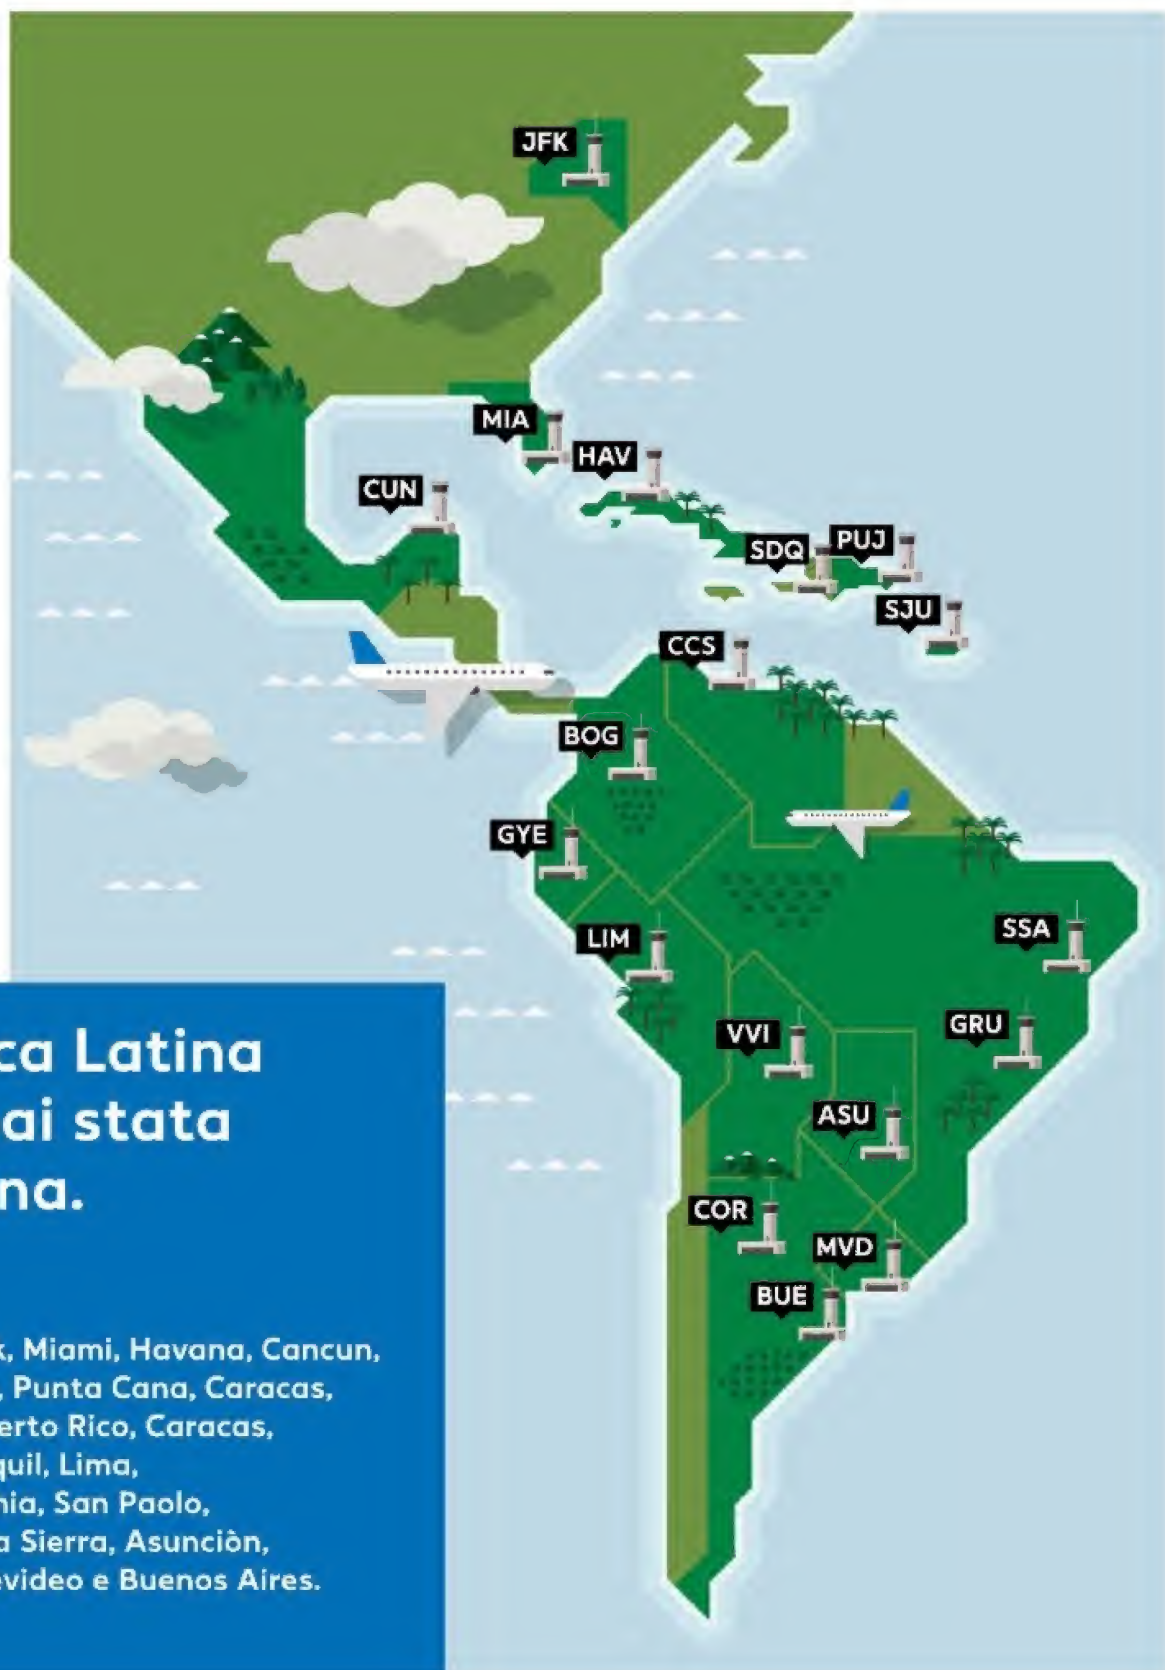 JFK
MIA
HAV
CUN
SDQ
PUJ
SJU
CCS
BOG
GYE
LIM
SSA
VVI
GRU
ASU
COR
MVD
BUE
ca Latina
ai stata
na.
k, Miami, Havana, Cancun,
, Punta Cana, Caracas,
erto Rico, Caracas,
quil, Lima,
hia, San Paolo,
a Sierra, Asunciòn,
evideo e Buenos Aires.